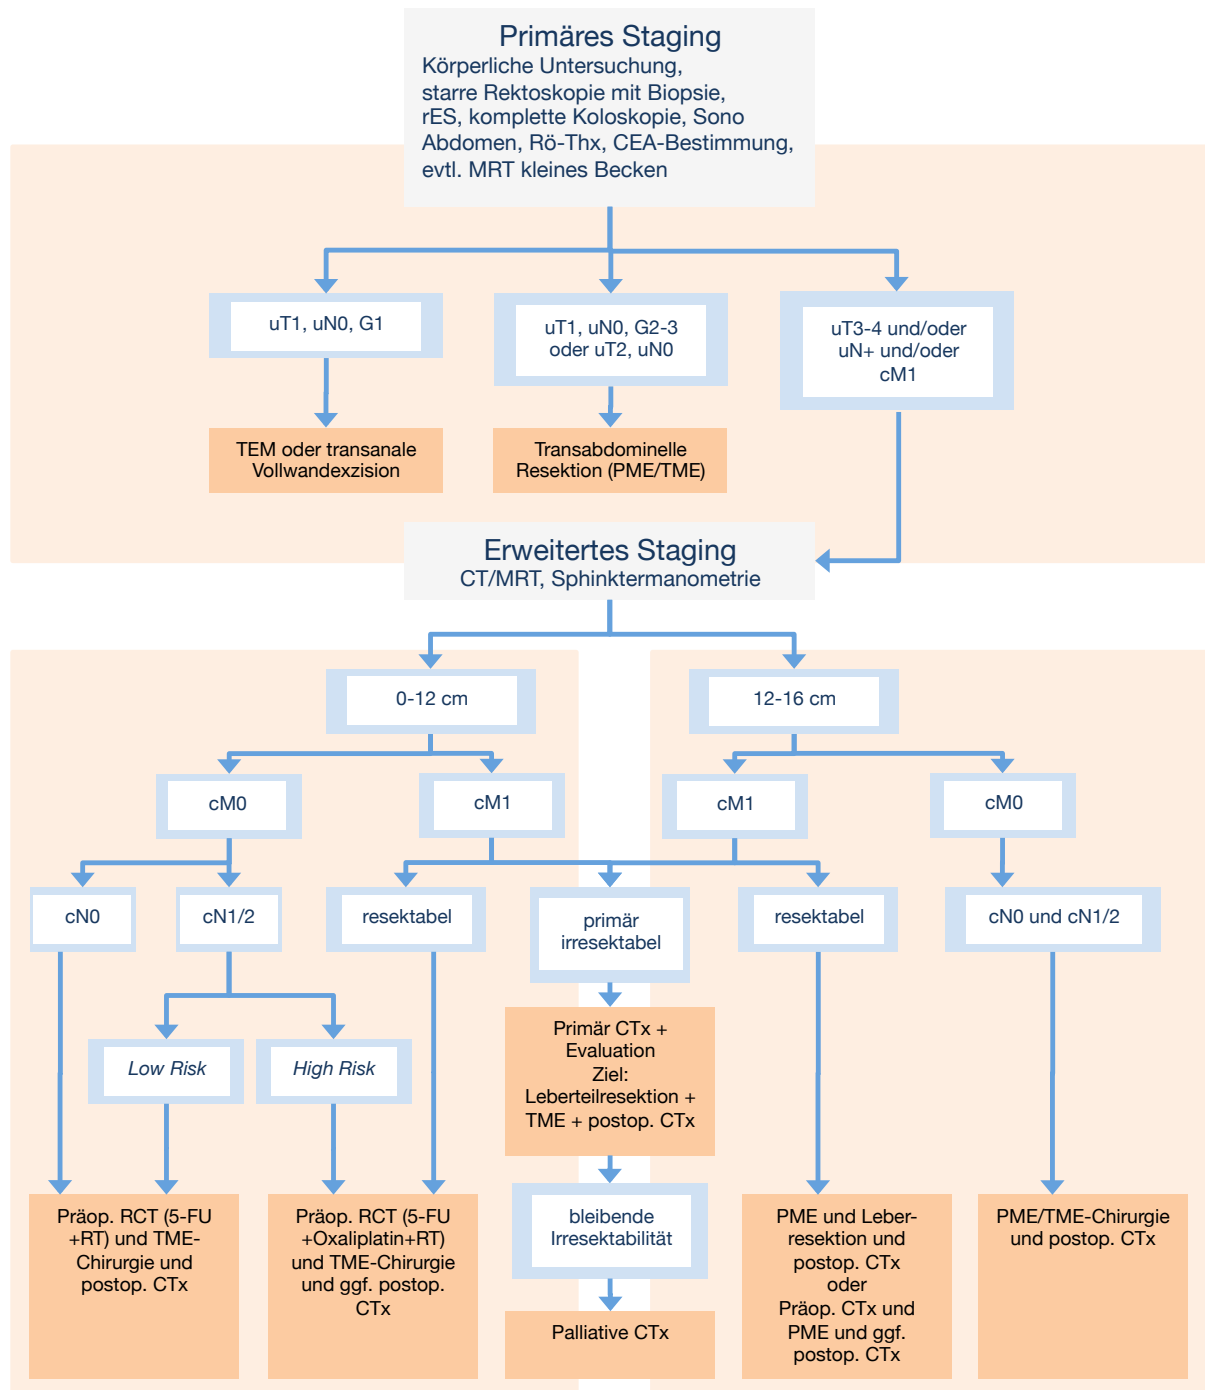 Primäres Staging
Körperliche Untersuchung,
starre Rektoskopie mit Biopsie,
rES, komplette Koloskopie, Sono
Abdomen, Rö-Thx, CEA-Bestimmung,
evtl. MRT kleines Becken
uT1, uN0, G1
uT1, uN0, G2-3
oder uT2, uN0
uT3-4 und/oder
uN+ und/oder
cM1
TEM oder transanale
Vollwandexzision
Transabdominelle
Resektion (PME/TME)
Erweitertes Staging
CT/MRT, Sphinktermanometrie
0-12 cm
12-16 cm
cM0
cM1
cM1
cM0
cN0
cN1/2
resektabel
primär
irresektabel
resektabel
cN0 und cN1/2
Low Risk
High Risk
Primär CTx +
Evaluation
Ziel:
Leberteilresektion +
TME + postop. CTx
Präop. RCT (5-FU
+RT) und TME-
Chirurgie und
postop. CTx
Präop. RCT (5-FU
+Oxaliplatin+RT)
und TME-Chirurgie
und ggf. postop.
CTx
bleibende
Irresektabilität
Palliative CTx
PME und Leber-
resektion und
postop. CTx
oder
Präop. CTx und
PME und ggf.
postop. CTx
PME/TME-Chirurgie
und postop. CTx